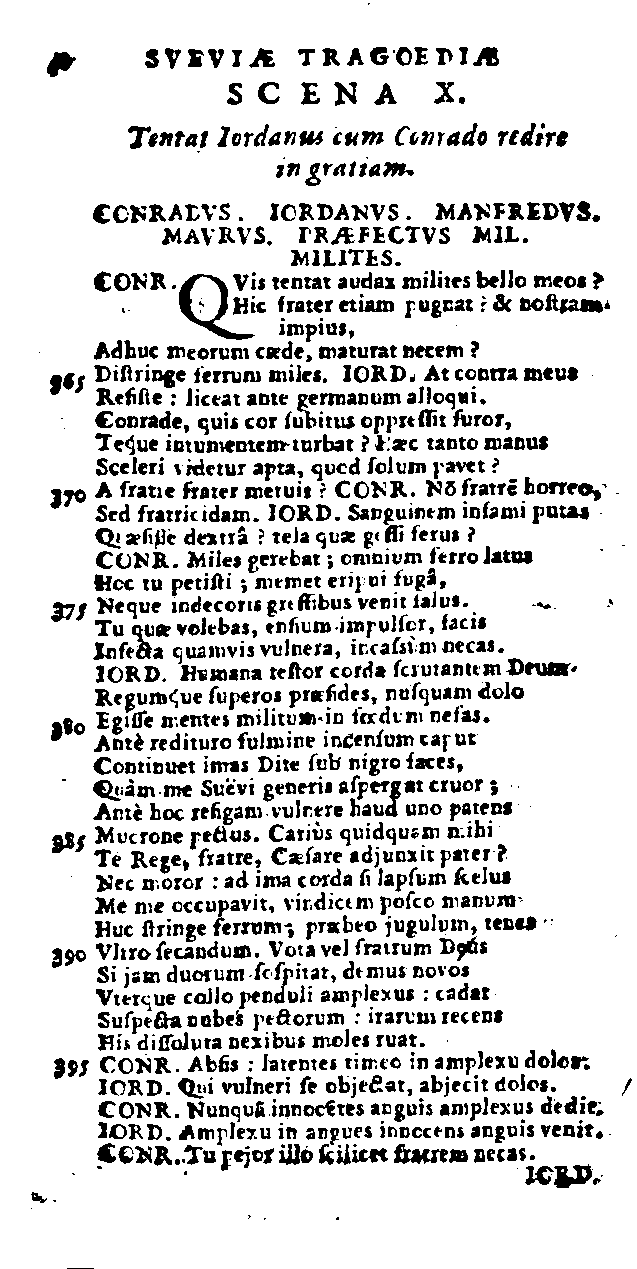 SVEVIÆ TRAGOEDIÆ
SCENA X.
Tentat Iordanus cum Conrado redire
in gratiam.
CONRADVS. IORDANVS. MANFREDVS.
MAVRVS. PRÆFECTVS MIL.
MILITES.
CONR. QVis tentat audax milites bello meos ?
Hic frater etiam pugnat ? & nostram
impius,
Adhuc meorum cæde, maturat necem ?
365 Distringe ferrum miles. IORD. At contra meus
Resiste : liceat ante germanum alloqui.
Conrade, quis cor subitus oppressit furor,
Teque intumentem turbat ? Hæc tanto manus
Sceleri videtur apta, quod solum pavet ?
370 A fratre frater metuis ? CONR. Nõ fratrẽ horreo,
Sed fratricidam. IORD. Sanguinem infami putas
Quæsisse dextrâ ? tela quæ gessi ferus ?
CONR. Miles gerebat ; omnium ferro latus
Hoc tu petisti ; memet eripui fugâ,
375 Neque indecoris gressibus venit salus.
Tu quæ volebas, ensium impulsor, facis
Infecta quamvis vulnera, incassùm necas.
IORD. Humana testor corda scrutantem Deum
Regumque superos præsides, nusquam dolo
380 Egisse mentes militum in fœdum nefas.
Antè redituro fulmine incensum caput
Continuet imas Dite sub nigro faces,
Quàm me Suëvi generis aspergat cruor ;
Antè hoc refigam vulnere haud uno patens
385 Mucrone pectus. Cariùs quidquam mihi
Te Rege, fratre, Cæsare adjunxit pater ?
Nec moror : ad ima corda si lapsum scelus
Me me occupavit, vindicem posco manum
Huc stringe ferrum ; præbeo jugulum, tenes
390 Vltro secandum. Vota vel fratrum Deus
Si jam duorum sospitat, demus novos
Vterque collo penduli amplexus : cadat
Suspecta nubes pectorum : irarum recens
His dissoluta nexibus moles ruat.
395 CONR. Absis : latentes timeo in amplexu dolos.
IORD. Qui vulneri se objectat, abjecit dolos.
CONR. Nunquã innocẽtes anguis amplexus dedit.
IORD. Amplexu in angues innocens anguis venit.
CONR. Tu pejor illo scilicet fratrem necas.
IORD.